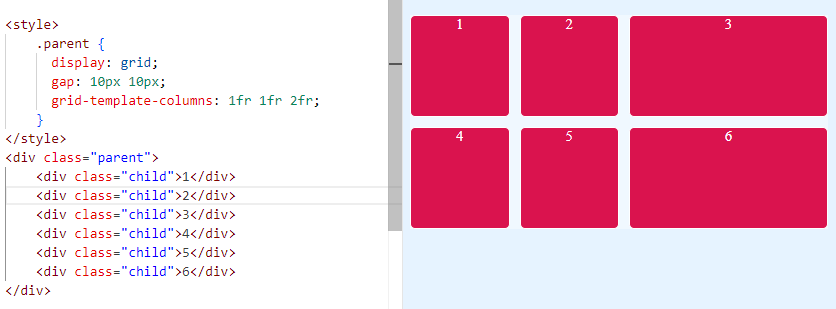 <style>
.parent {
display: grid;
gap: 10px 10px;
grid-template-columns: 1fr 1fr 2fr;
}
</style>
<div class="parent">
<div class="child">1</div>
<div class="child">2</div>
<div class="child">3</div>
<div class="child">4</div>
<div class="child">5</div>
<div class="child">6</div>
</div>
1 2 3
4 5 6